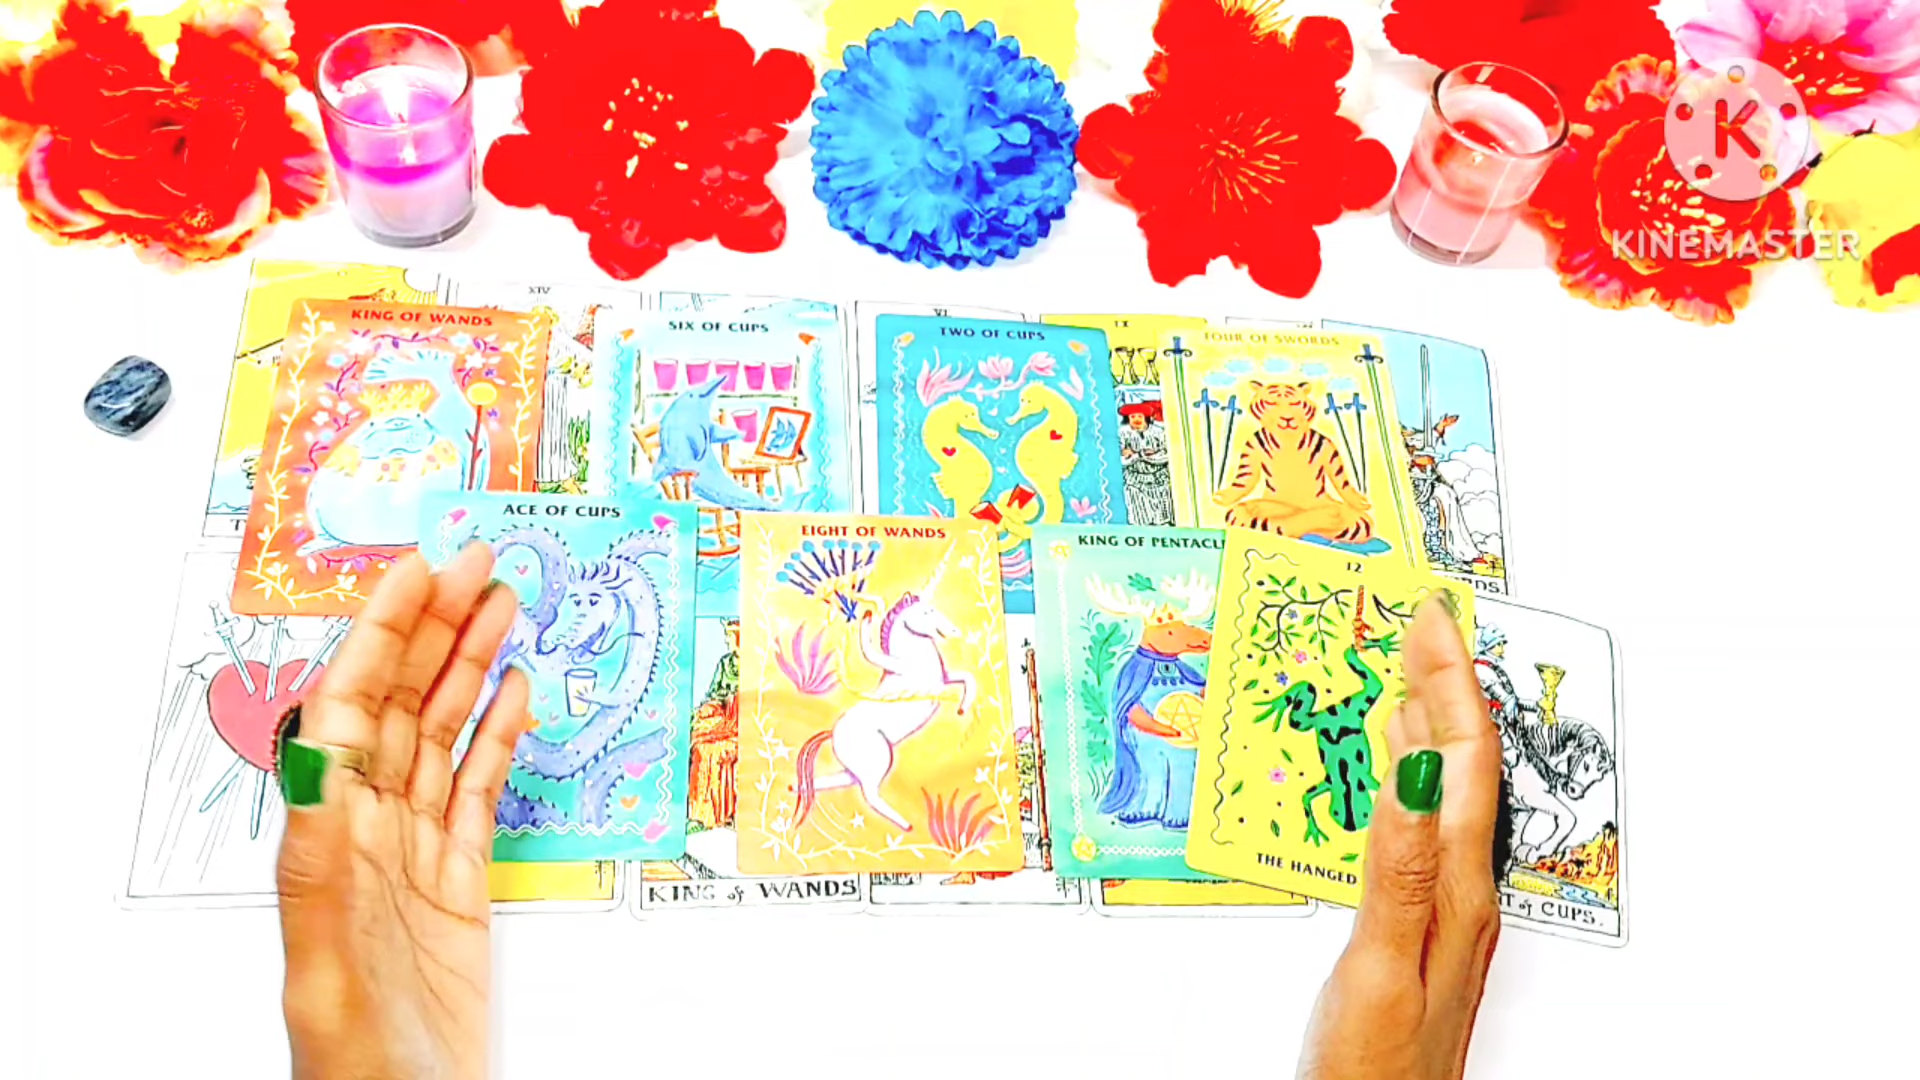 K
KINEMASTER
XIV
VI
IX
KING OF WANDS
SIX OF CUPS
TWO OF CUPS
FOUR OF SWORDS
ACE OF CUPS
EIGHT OF WANDS
KING OF PENTACL
12
THE HANGED
KING of WANDS
T of CUPS.
RDS.